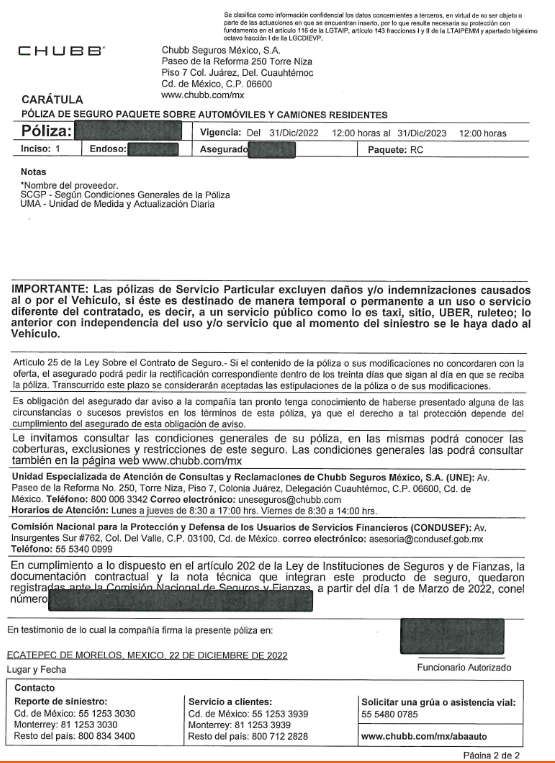 Se clasifica como información confidencial los datos concernientes a terceros, en virtud de no ser objeto o
parte de las actuaciones en que se encuentran inserto, por lo que resulta necesaria su protección con
fundamento en el artículo 116 de la LGTAIP, artículo 143 fracciones I y II de la LTAIPEMM y apartado trigésimo
octavo fracción I de la LGCDIEVP.
CHUBB
Chubb Seguros México, S.A.
Paseo de la Reforma 250 Torre Niza
Piso 7 Col. Juárez, Del. Cuauhtémoc
Cd. de México, C.P. 06600
www.chubb.com/mx
CARÁTULA
PÓLIZA DE SEGURO PAQUETE SOBRE AUTOMÓVILES Y CAMIONES RESIDENTES
Póliza: Vigencia: Del 31/Dic/2022 12:00 horas al 31/Dic/2023 12:00 horas
Inciso: 1 Endoso: Asegurado Paquete: RC
Notas
*Nombre del proveedor.
SCGP - Según Condiciones Generales de la Póliza
UMA - Unidad de Medida y Actualización Diaria
IMPORTANTE: Las pólizas de Servicio Particular excluyen daños y/o indemnizaciones causados
al o por el Vehículo, si éste es destinado de manera temporal o permanente a un uso o servicio
diferente del contratado, es decir, a un servicio público como lo es taxi, sitio, UBER, ruleteo; lo
anterior con independencia del uso y/o servicio que al momento del siniestro se le haya dado al
Vehículo.
Articulo 25 de la Ley Sobre el Contrato de Seguro.- Si el contenido de la póliza o sus modificaciones no concordaren con la
oferta, el asegurado podrá pedir la rectificación correspondiente dentro de los treinta días que sigan al día en que se reciba
la póliza. Transcurrido este plazo se considerarán aceptadas las estipulaciones de la póliza o de sus modificaciones.
Es obligación del asegurado dar aviso a la compañía tan pronto tenga conocimiento de haberse presentado alguna de las
circunstancias o sucesos previstos en los términos de esta póliza, ya que el derecho a tal protección depende del
cumplimiento del asegurado de esta obligación de aviso.
Le invitamos consultar las condiciones generales de su póliza, en las mismas podrá conocer las
coberturas, exclusiones y restricciones de este seguro. Las condiciones generales las podrá consultar
también en la página web www.chubb.com/mx
Unidad Especializada de Atención de Consultas y Reclamaciones de Chubb Seguros México, S.A. (UNE): Av.
Paseo de la Reforma No. 250, Torre Niza, Piso 7, Colonia Juárez, Delegación Cuauhtémoc, C.P. 06600, Cd. de
México. Teléfono: 800 006 3342 Correo electrónico: uneseguros@chubb.com
Horarios de Atención: Lunes a jueves de 8:30 a 17:00 hrs. Viernes de 8:30 a 14:00 hrs.
Comisión Nacional para la Protección y Defensa de los Usuarios de Servicios Financieros (CONDUSEF): Av.
Insurgentes Sur #762, Col. Del Valle, C.P. 03100, Cd. de México. correo electrónico: asesoria@condusef.gob.mx
Teléfono: 55 5340 0999
En cumplimiento a lo dispuesto en el artículo 202 de la Ley de Instituciones de Seguros y de Fianzas, la
documentación contractual y la nota técnica que integran este producto de seguro, quedaron
registradas ante la Comisión Nacional de Seguros y Fianzas, a partir del día 1 de Marzo de 2022, conel
número
En testimonio de lo cual la compañía firma la presente póliza en:
ECATEPEC DE MORELOS, MEXICO, 22 DE DICIEMBRE DE 2022
Lugar y Fecha
Funcionario Autorizado
Contacto
Reporte de siniestro:
Cd. de México: 55 1253 3030
Monterrey: 81 1253 3030
Resto del país: 800 834 3400
Servicio a clientes:
Cd. de México: 55 1253 3939
Monterrey: 81 1253 3939
Resto del país: 800 712 2828
Solicitar una grúa o asistencia vial:
55 5480 0785
www.chubb.com/mx/abaauto
Página 2 de 2